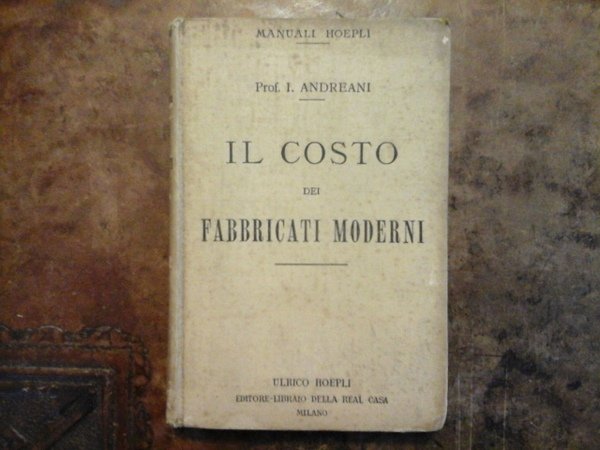 MANUALI HOEPLI
Prof. I. ANDREANI
IL COSTO
DEI
FABBRICATI MODERNI
ULRICO HOEPLI
EDITORE-LIBRAIO DELLA REAL CASA
MILANO